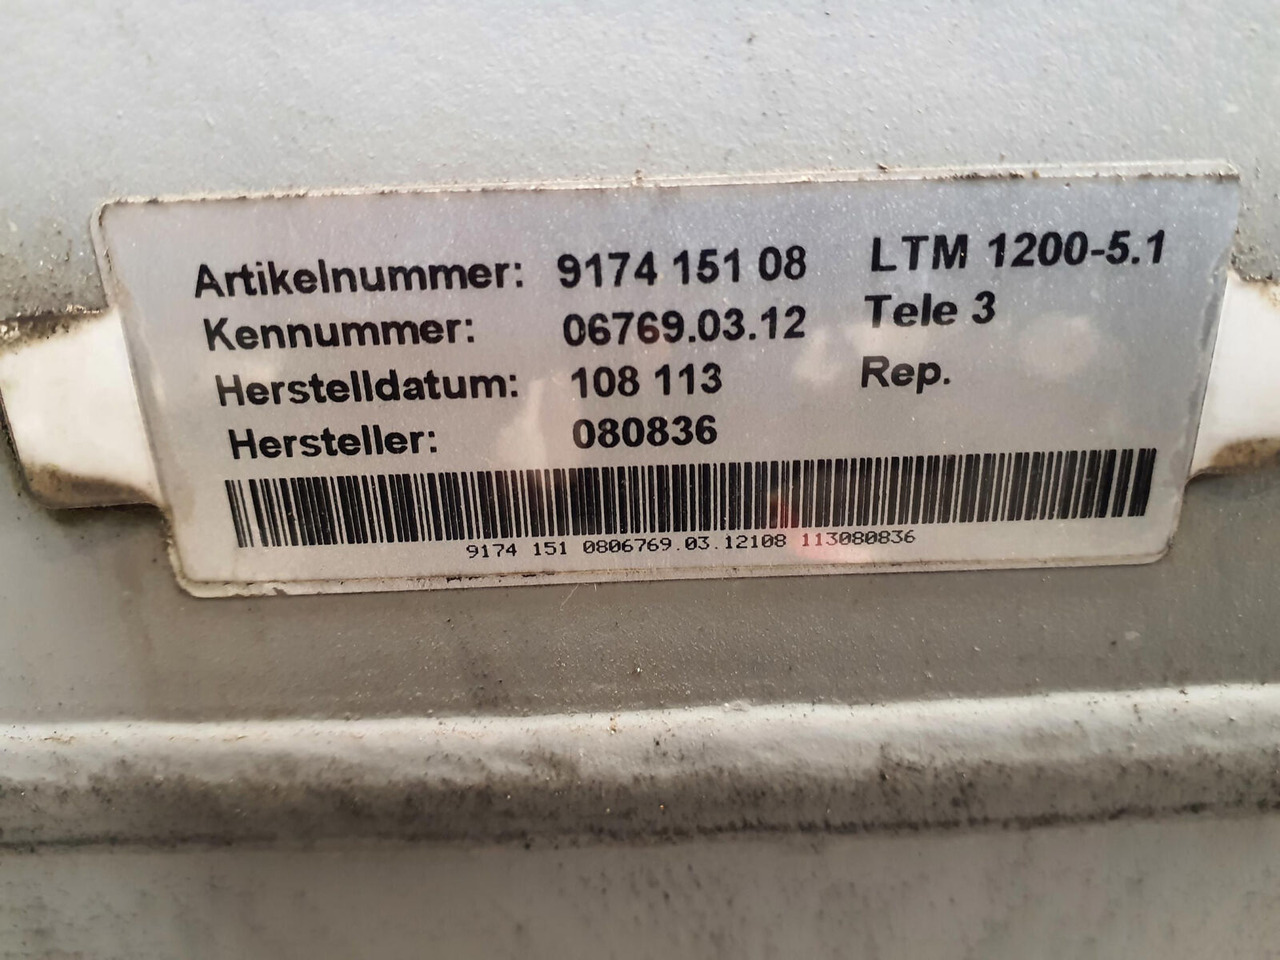 Artikelnummer: 9174 151 08 LTM 1200-5.1
Kennummer: 06769.03.12 Tele 3
Herstelldatum: 108 113 Rep.
Hersteller: 080836
9174 151 0806769.03.12108 113080836